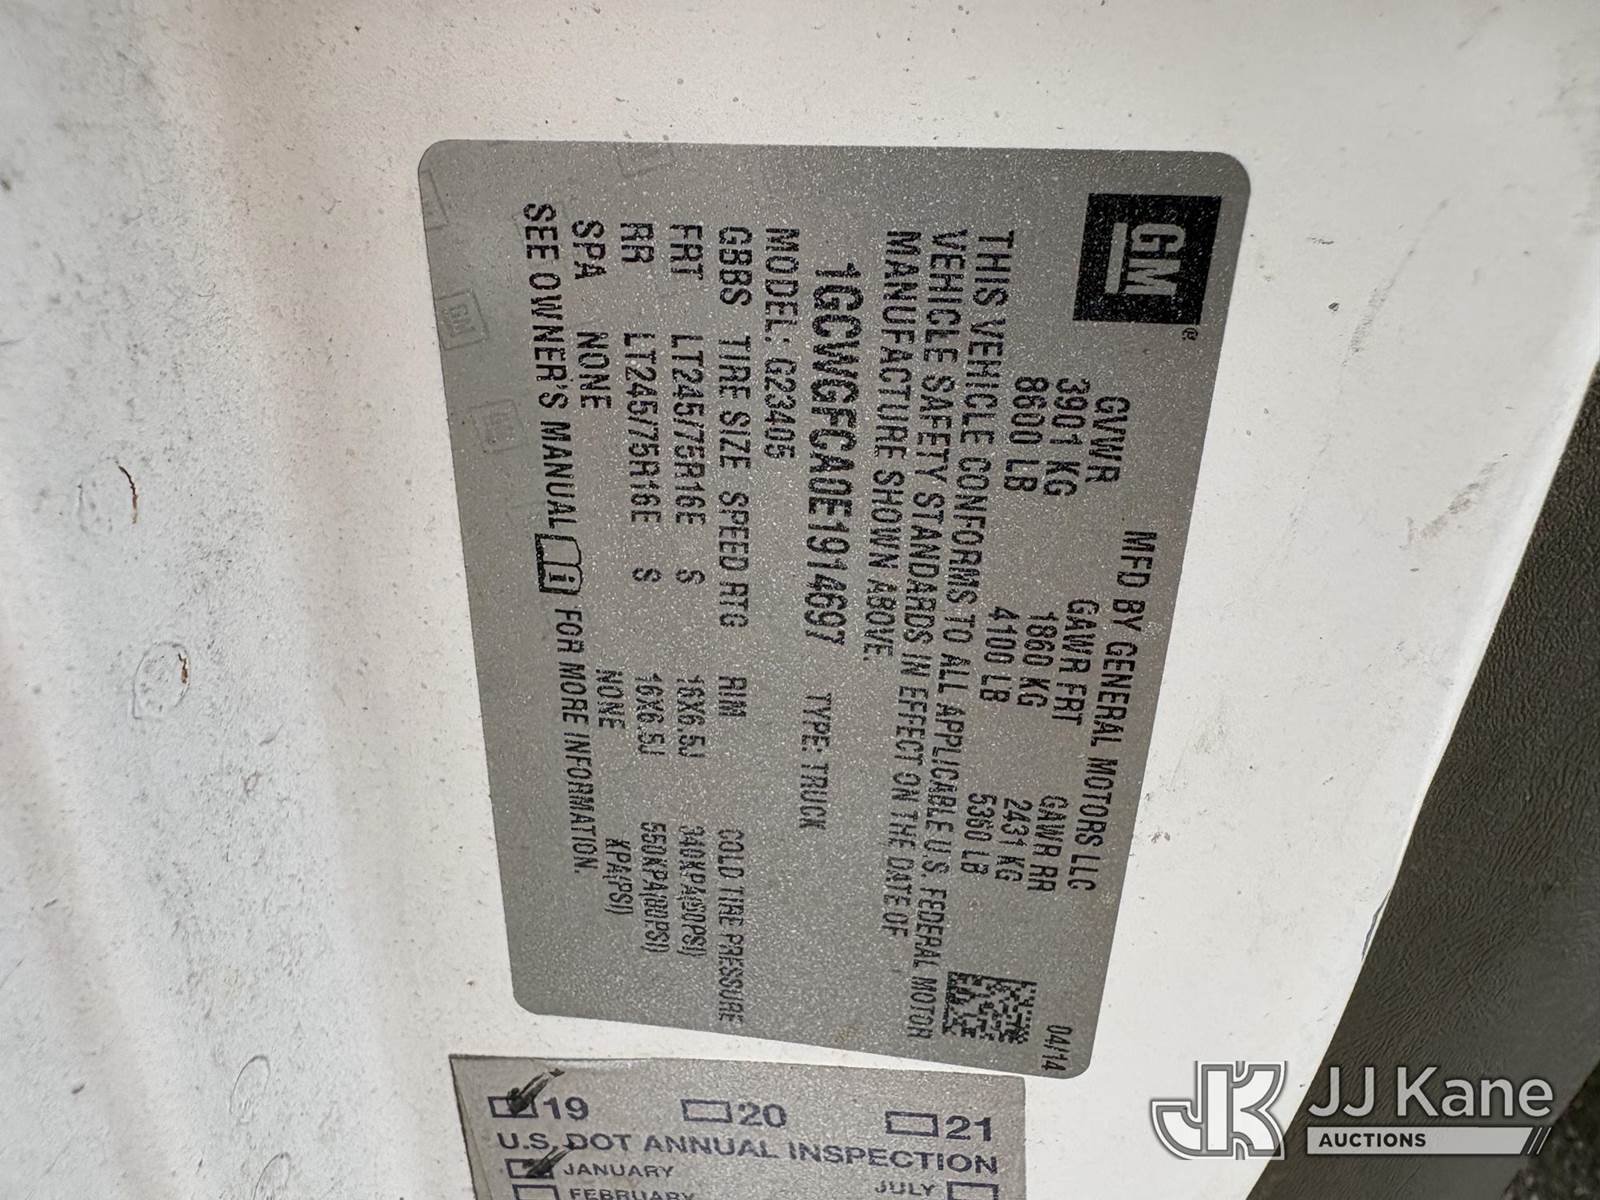 GM ®
MFD BY GENERAL MOTORS LLC 04/14
GVWR GAWR FRT GAWR RR
3901 KG 1860 KG 2431 KG
8600 LB 4100 LB 5360 LB
THIS VEHICLE CONFORMS TO ALL APPLICABLE U.S. FEDERAL MOTOR
VEHICLE SAFETY STANDARDS IN EFFECT ON THE DATE OF
MANUFACTURE SHOWN ABOVE.
1GCWGFCA0E1914697 TYPE: TRUCK
MODEL: G23405
GBBS TIRE SIZE SPEED RTG RIM COLD TIRE PRESSURE
FRT LT245/75R16E S 16X6.5J 340KPA(50PSI)
RR LT245/75R16E S 16X6.5J 550KPA(80PSI)
SPA NONE NONE KPA(PSI)
SEE OWNER'S MANUAL FOR MORE INFORMATION.
GM
19 20 21
U.S. DOT ANNUAL INSPECTION
JANUARY JULY
FEBRUARY
JJ Kane
AUCTIONS